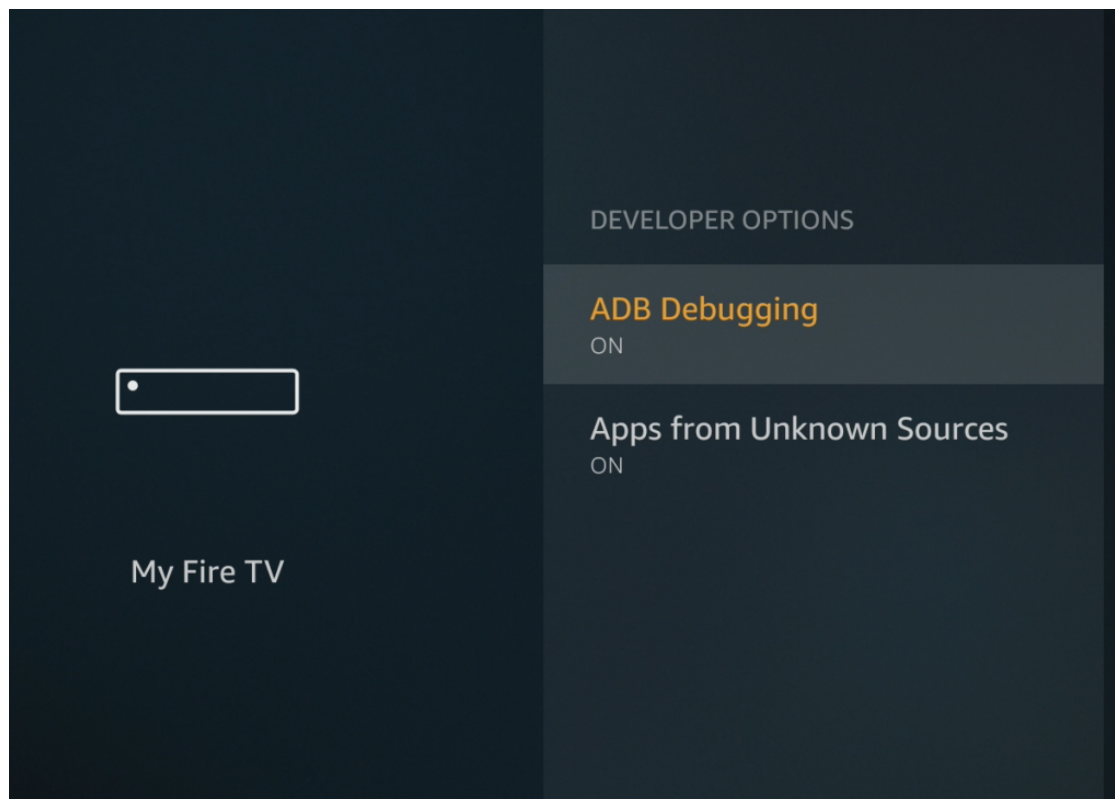 DEVELOPER OPTIONS
ADB Debugging
ON
Apps from Unknown Sources
ON
My Fire TV